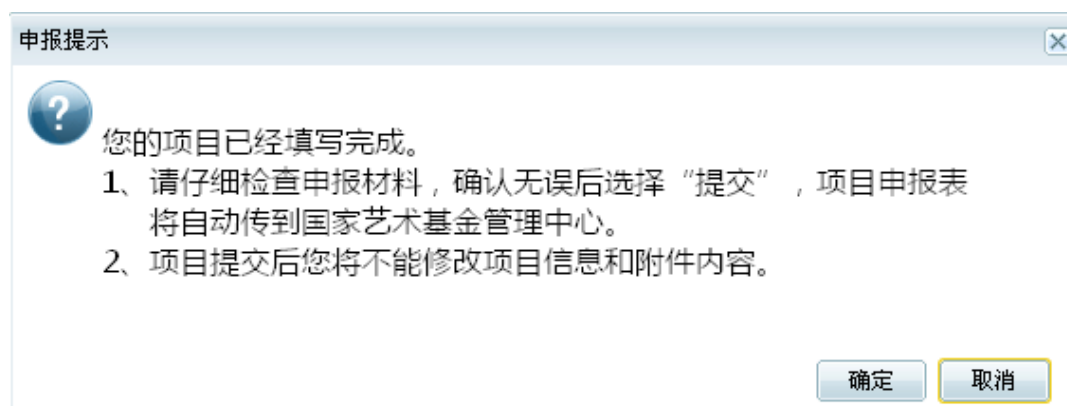 申报提示
您的项目已经填写完成。
1、请仔细检查申报材料，确认无误后选择“提交”，项目申报表
将自动传到国家艺术基金管理中心。
2、项目提交后您将不能修改项目信息和附件内容。
确定 取消